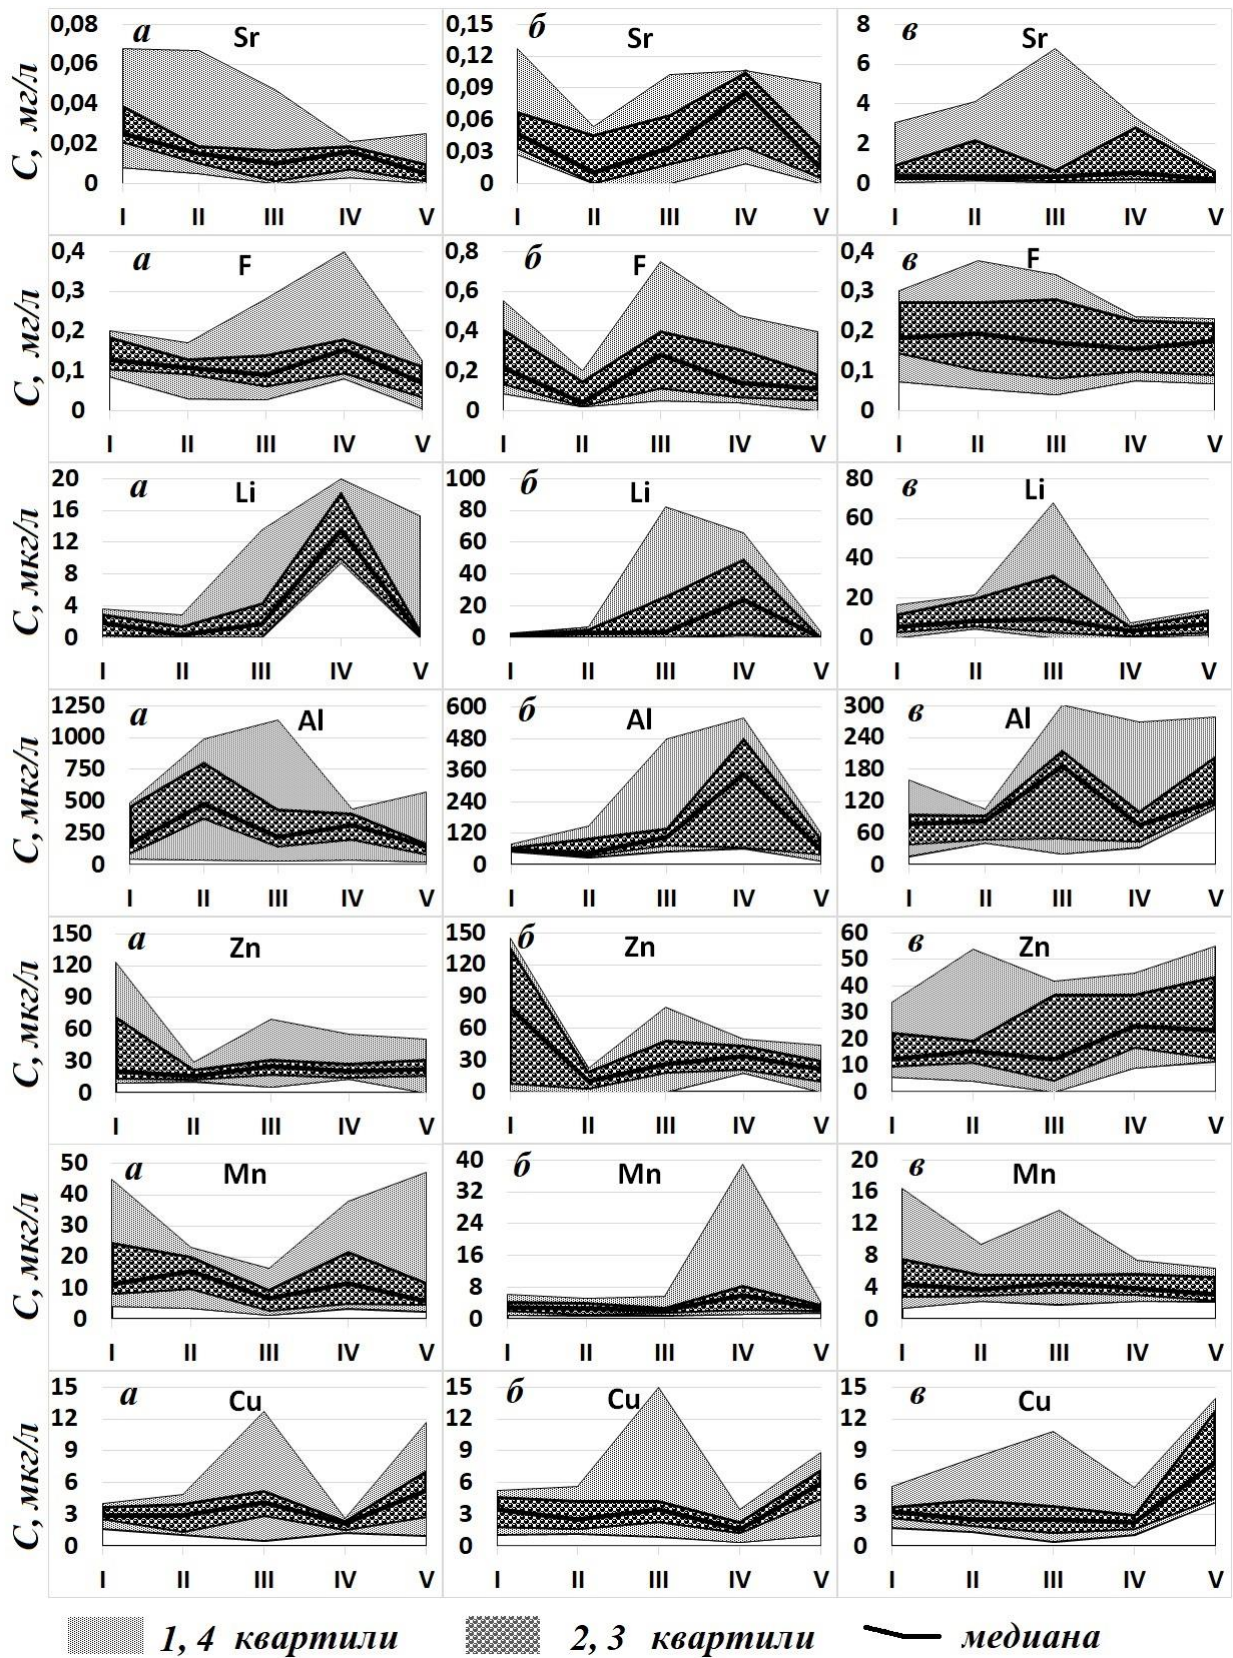 С, мг/л
0,08
0,06
0,04
0,02
0
а
Sr
I II III IV V
0,15
0,12
0,09
0,06
0,03
0
б
Sr
I II III IV V
8
6
4
2
0
в
Sr
I II III IV V
С, мг/л
0,4
0,3
0,2
0,1
0
а
F
I II III IV V
0,8
0,6
0,4
0,2
0
б
F
I II III IV V
0,4
0,3
0,2
0,1
0
в
F
I II III IV V
С, мкг/л
20
16
12
8
4
0
а
Li
I II III IV V
100
80
60
40
20
0
б
Li
I II III IV V
80
60
40
20
0
в
Li
I II III IV V
С, мкг/л
1250
1000
750
500
250
0
а
Al
I II III IV V
600
480
360
240
120
0
б
Al
I II III IV V
300
240
180
120
60
0
в
Al
I II III IV V
С, мкг/л
150
120
90
60
30
0
а
Zn
I II III IV V
150
120
90
60
30
0
б
Zn
I II III IV V
60
50
40
30
20
10
0
в
Zn
I II III IV V
С, мкг/л
50
40
30
20
10
0
а
Mn
I II III IV V
40
32
24
16
8
0
б
Mn
I II III IV V
20
16
12
8
4
0
в
Mn
I II III IV V
С, мкг/л
15
12
9
6
3
0
а
Cu
I II III IV V
15
12
9
6
3
0
б
Cu
I II III IV V
15
12
9
6
3
0
в
Cu
I II III IV V
1, 4 квартили
2, 3 квартили
медиана